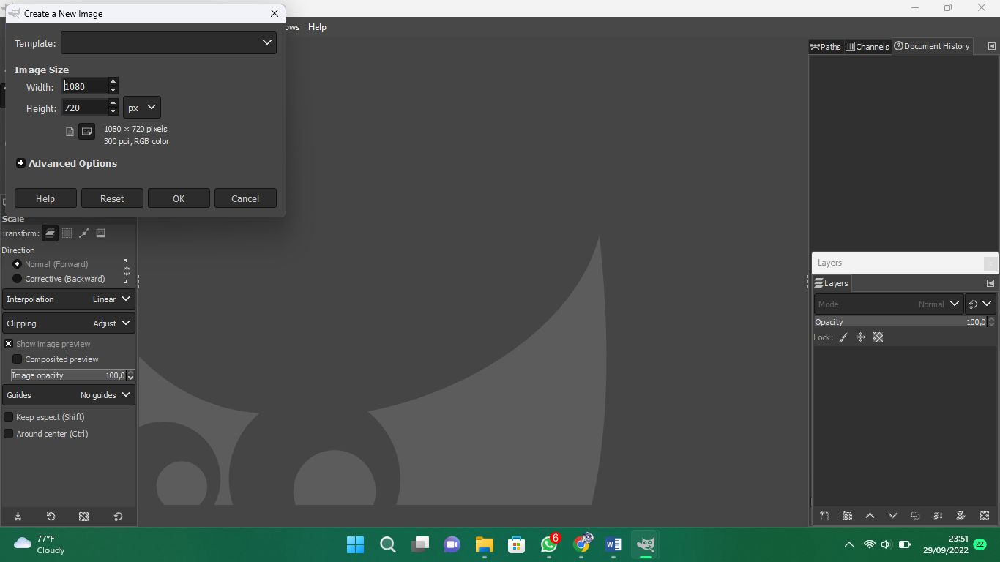 Create a New Image
ows Help
Template:
Image Size
Width: 1080
Height: 720 px
1080 × 720 pixels
300 ppi, RGB color
Advanced Options
Help Reset OK Cancel
Scale
Transform:
Direction
Normal (Forward)
Corrective (Backward)
Interpolation Linear
Clipping Adjust
Show image preview
Composited preview
Image opacity 100,0
Guides No guides
Keep aspect (Shift)
Around center (Ctrl)
Paths Channels Document History
Layers
Layers
Mode Normal
Opacity 100,0
Lock:
77°F
Cloudy
6
23:51
29/09/2022
22